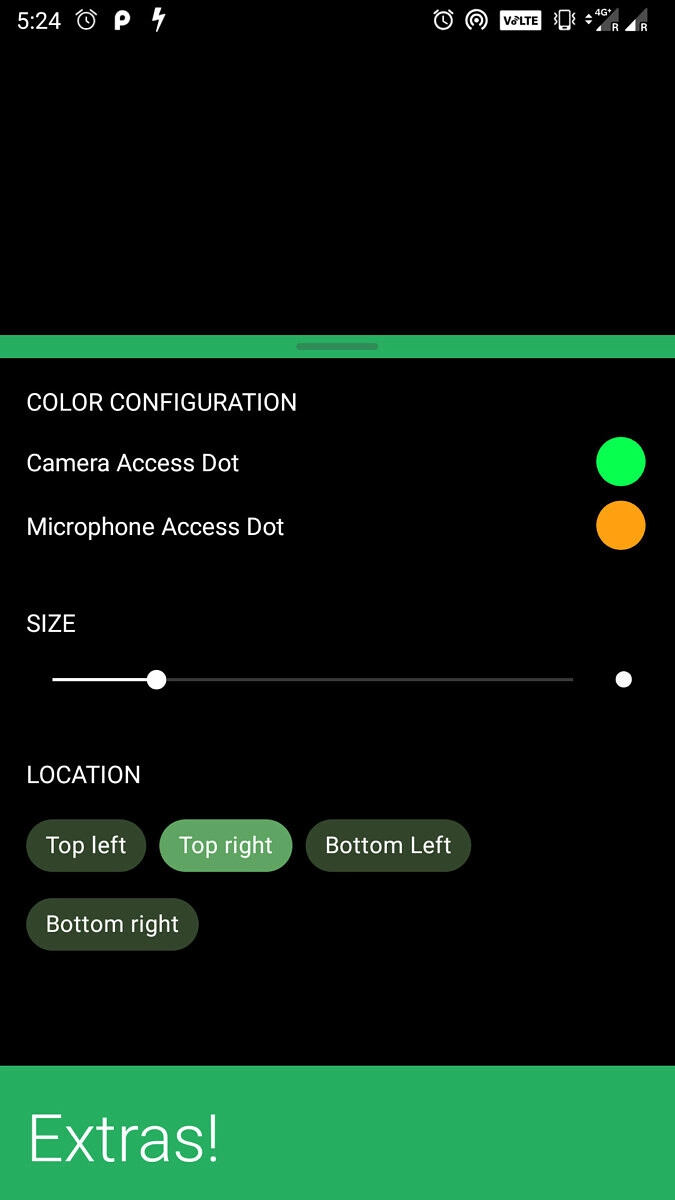 5:24 VoLTE 4G+ R R
COLOR CONFIGURATION
Camera Access Dot
Microphone Access Dot
SIZE
LOCATION
Top left Top right Bottom Left
Bottom right
Extras!